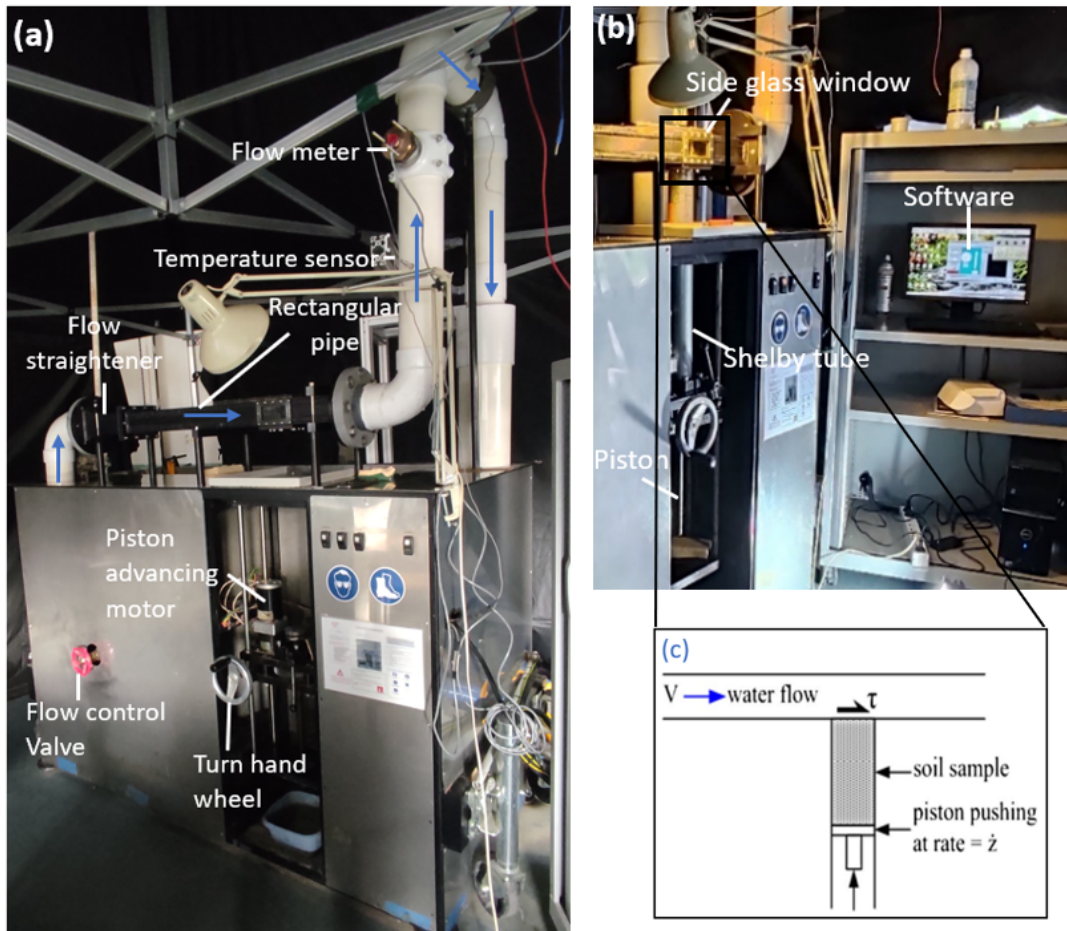 (a)
Flow meter
Temperature sensor
Rectangular
pipe
Flow
straightener
Piston
advancing
motor
Flow control
Valve
Turn hand
wheel
(b)
Side glass window
Software
Shelby tube
Piston
(c)
V
water flow
τ
soil sample
piston pushing
at rate = ż